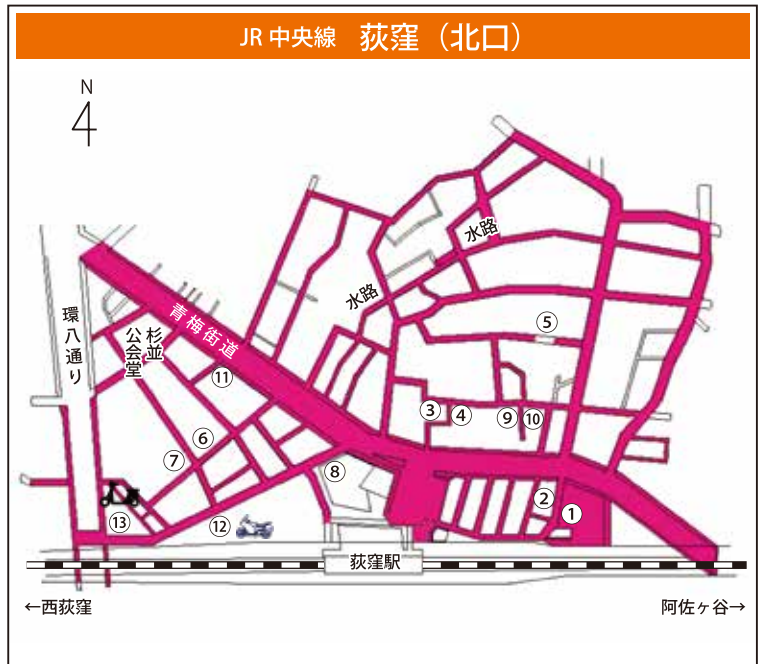 JR 中央線 荻窪（北口）
N
水路
水路
環八通り
杉並
公会堂
青梅街道
⑤
⑪
③
④
⑨
⑩
⑥
⑦
⑧
②
①
⑬
⑫
荻窪駅
←西荻窪
阿佐ヶ谷→